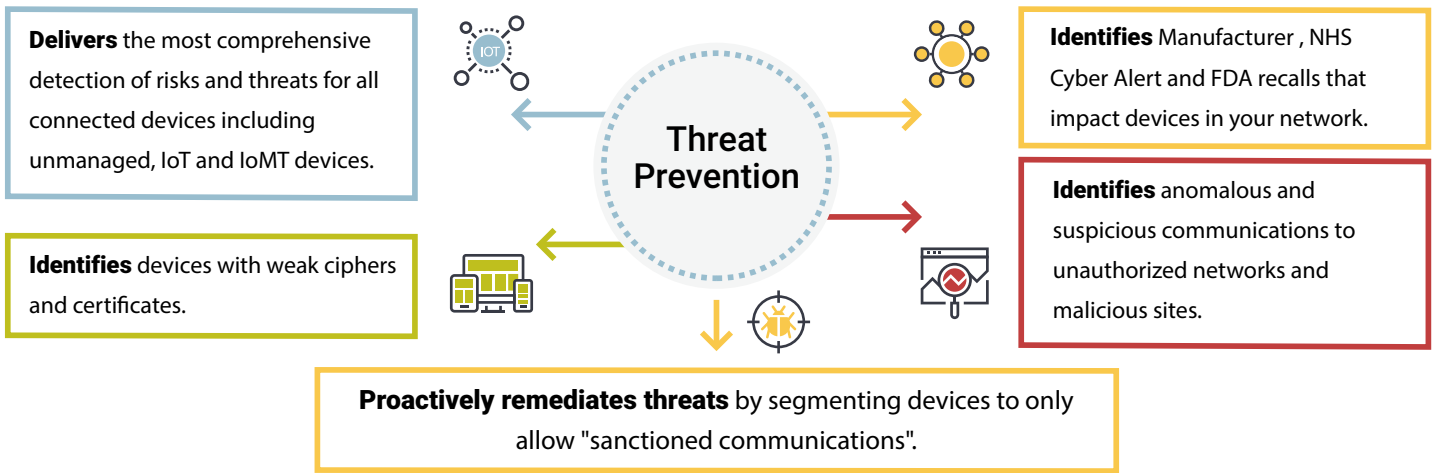 Delivers the most comprehensive
detection of risks and threats for all
connected devices including
unmanaged, IoT and IoMT devices.
IOT
Threat
Prevention
Identifies Manufacturer , NHS
Cyber Alert and FDA recalls that
impact devices in your network.
Identifies devices with weak ciphers
and certificates.
Identifies anomalous and
suspicious communications to
unauthorized networks and
malicious sites.
Proactively remediates threats by segmenting devices to only
allow "sanctioned communications".